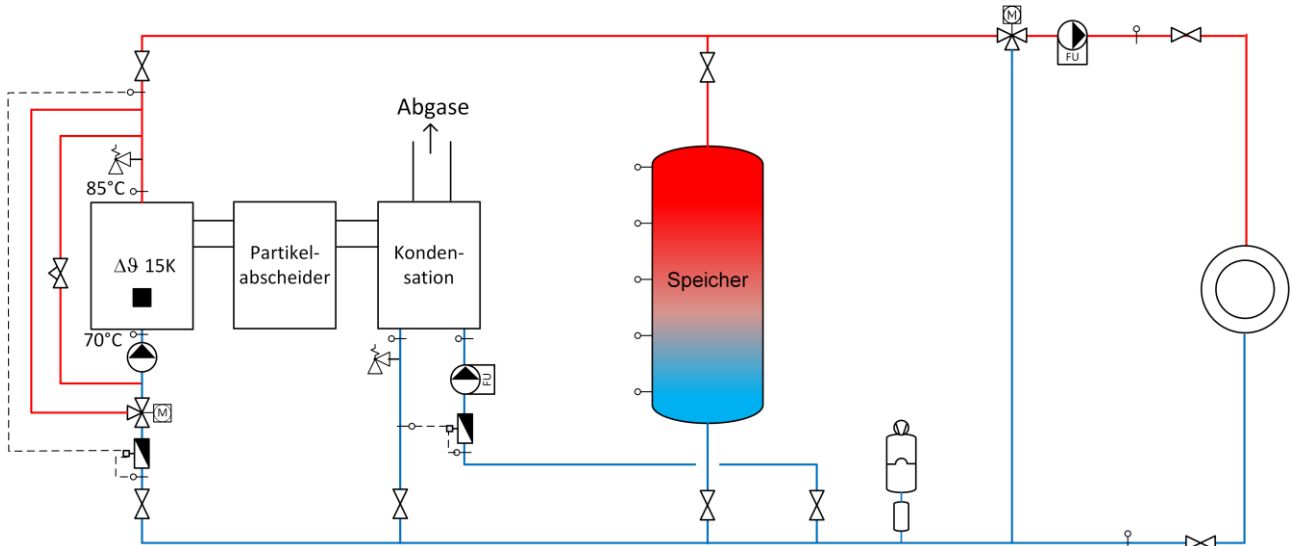 M
FU
Abgase
85°C
Δϑ 15K
Partikel-
abscheider
Konden-
sation
Speicher
70°C
FU
M